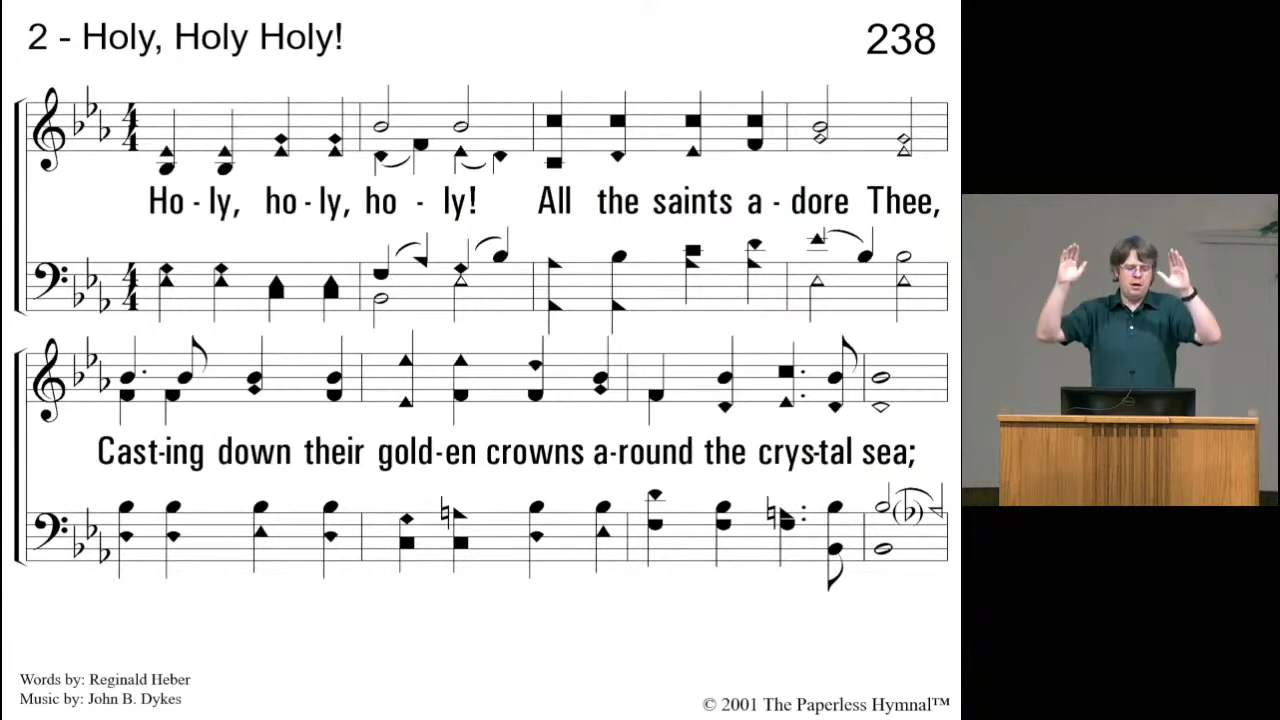 2 - Holy, Holy Holy!
238
Ho - ly, ho - ly, ho - ly! All the saints a - dore Thee,
Cast-ing down their gold-en crowns a-round the crys-tal sea;
Words by: Reginald Heber
Music by: John B. Dykes
© 2001 The Paperless Hymnal™